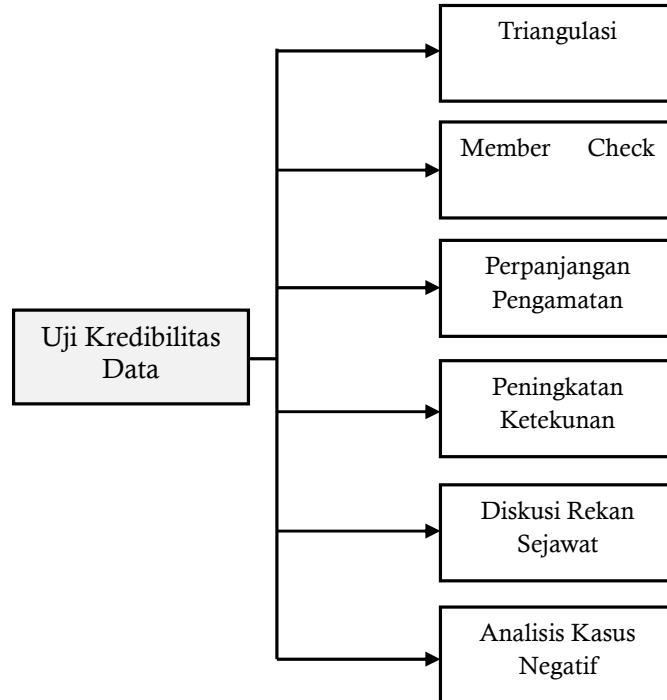 Triangulasi
Member Check
Perpanjangan
Pengamatan
Uji Kredibilitas
Data
Peningkatan
Ketekunan
Diskusi Rekan
Sejawat
Analisis Kasus
Negatif